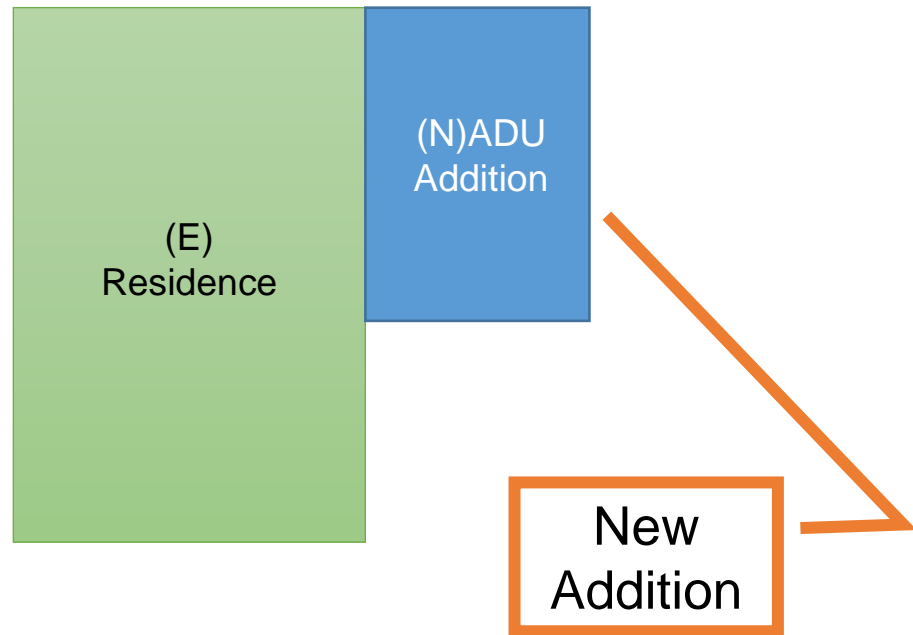 (N)ADU
Addition
(E)
Residence
New
Addition